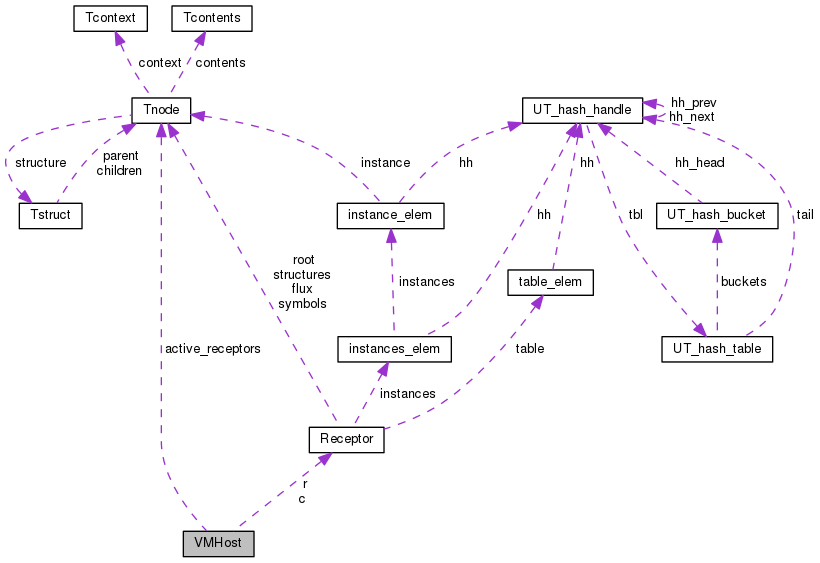 Tcontext
Tcontents
context
contents
Tnode
UT_hash_handle
hh_prev
hh_next
structure
parent
children
instance
hh
hh
hh_head
Tstruct
instance_elem
hh
tbl
UT_hash_bucket
tail
root
structures
flux
symbols
instances
table_elem
buckets
active_receptors
instances_elem
table
UT_hash_table
instances
Receptor
r
c
VMHost